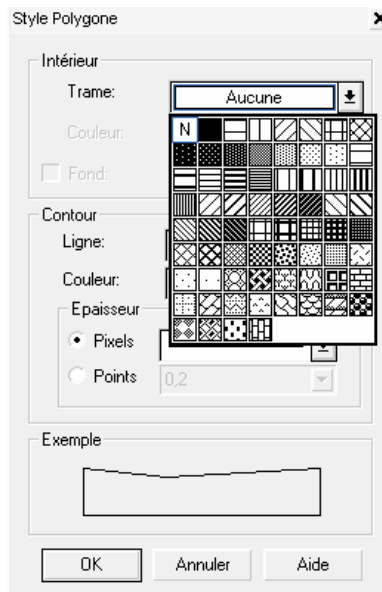 Style Polygone
Intérieur
Trame:
Aucune
N
Couleur:
Fond:
Contour
Ligne:
Couleur:
Epaisseur
Pixels
Points
0,2
Exemple
OK
Annuler
Aide